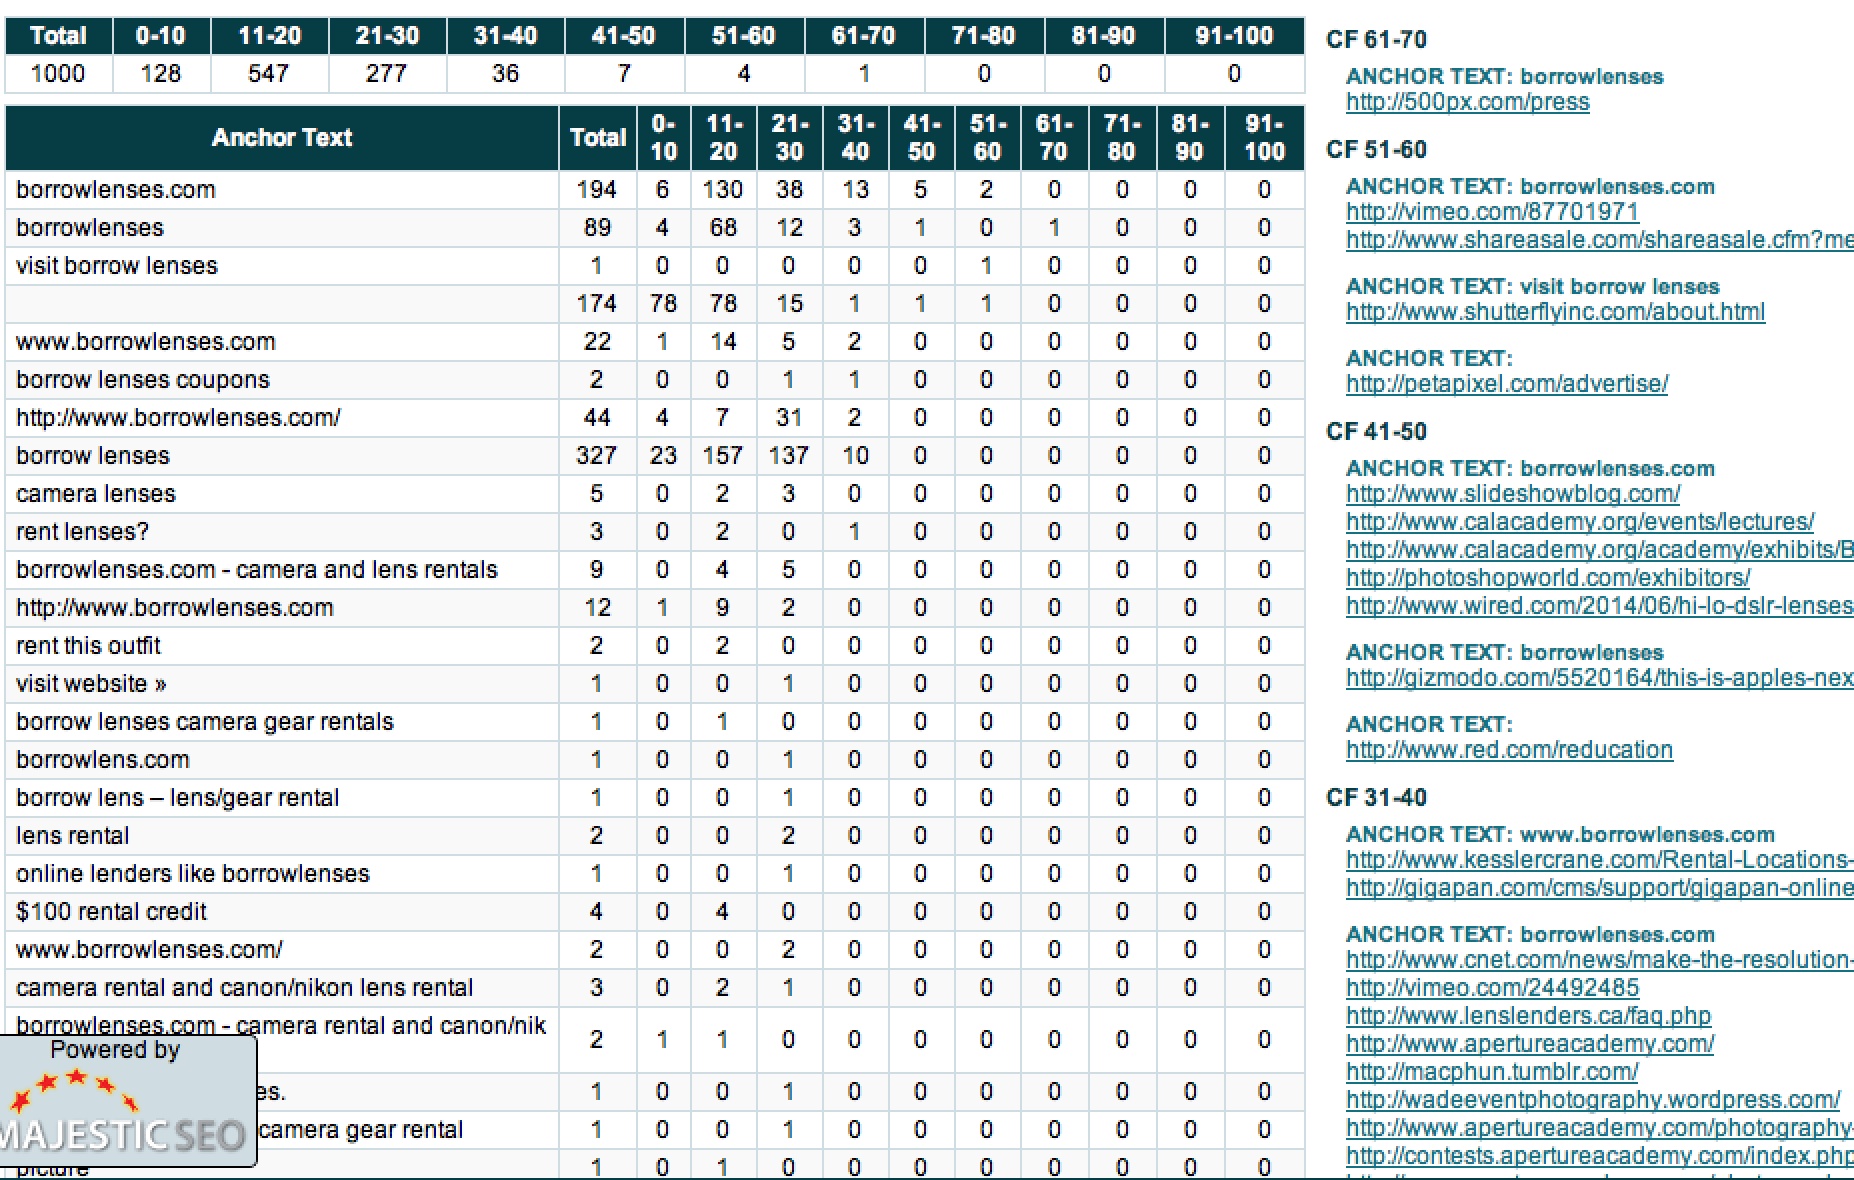 Total 0-10 11-20 21-30 31-40 41-50 51-60 61-70 71-80 81-90 91-100
1000 128 547 277 36 7 4 1 0 0 0
Anchor Text Total 0-10 11-20 21-30 31-40 41-50 51-60 61-70 71-80 81-90 91-100
borrowlenses.com 194 6 130 38 13 5 2 0 0 0 0
borrowlenses 89 4 68 12 3 1 0 1 0 0 0
visit borrow lenses 1 0 0 0 0 0 1 0 0 0 0
174 78 78 15 1 1 1 0 0 0 0
www.borrowlenses.com 22 1 14 5 2 0 0 0 0 0 0
borrow lenses coupons 2 0 0 1 1 0 0 0 0 0 0
http://www.borrowlenses.com/ 44 4 7 31 2 0 0 0 0 0 0
borrow lenses 327 23 157 137 10 0 0 0 0 0 0
camera lenses 5 0 2 3 0 0 0 0 0 0 0
rent lenses? 3 0 2 0 1 0 0 0 0 0 0
borrowlenses.com - camera and lens rentals 9 0 4 5 0 0 0 0 0 0 0
http://www.borrowlenses.com 12 1 9 2 0 0 0 0 0 0 0
rent this outfit 2 0 2 0 0 0 0 0 0 0 0
visit website » 1 0 0 1 0 0 0 0 0 0 0
borrow lenses camera gear rentals 1 0 1 0 0 0 0 0 0 0 0
borrowlens.com 1 0 0 1 0 0 0 0 0 0 0
borrow lens – lens/gear rental 1 0 0 1 0 0 0 0 0 0 0
lens rental 2 0 0 2 0 0 0 0 0 0 0
online lenders like borrowlenses 1 0 0 1 0 0 0 0 0 0 0
$100 rental credit 4 0 4 0 0 0 0 0 0 0 0
www.borrowlenses.com/ 2 0 0 2 0 0 0 0 0 0 0
camera rental and canon/nikon lens rental 3 0 2 1 0 0 0 0 0 0 0
borrowlenses.com - camera rental and canon/nik 2 1 1 0 0 0 0 0 0 0 0
es. 1 0 0 1 0 0 0 0 0 0 0
camera gear rental 1 0 0 1 0 0 0 0 0 0 0
picture 1 0 1 0 0 0 0 0 0 0 0
Powered by
MAJESTIC SEO
CF 61-70
ANCHOR TEXT: borrowlenses
http://500px.com/press
CF 51-60
ANCHOR TEXT: borrowlenses.com
http://vimeo.com/87701971
http://www.shareasale.com/shareasale.cfm?me
ANCHOR TEXT: visit borrow lenses
http://www.shutterflyinc.com/about.html
ANCHOR TEXT:
http://petapixel.com/advertise/
CF 41-50
ANCHOR TEXT: borrowlenses.com
http://www.slideshowblog.com/
http://www.calacademy.org/events/lectures/
http://www.calacademy.org/academy/exhibits/B
http://photoshopworld.com/exhibitors/
http://www.wired.com/2014/06/hi-lo-dslr-lenses
ANCHOR TEXT: borrowlenses
http://gizmodo.com/5520164/this-is-apples-nex
ANCHOR TEXT:
http://www.red.com/reducation
CF 31-40
ANCHOR TEXT: www.borrowlenses.com
http://www.kesslercrane.com/Rental-Locations-
http://gigapan.com/cms/support/gigapan-online
ANCHOR TEXT: borrowlenses.com
http://www.cnet.com/news/make-the-resolution-
http://vimeo.com/24492485
http://www.lenslenders.ca/faq.php
http://www.apertureacademy.com/
http://macphun.tumblr.com/
http://wadeeventphotography.wordpress.com/
http://www.apertureacademy.com/photography-
http://contests.apertureacademy.com/index.php